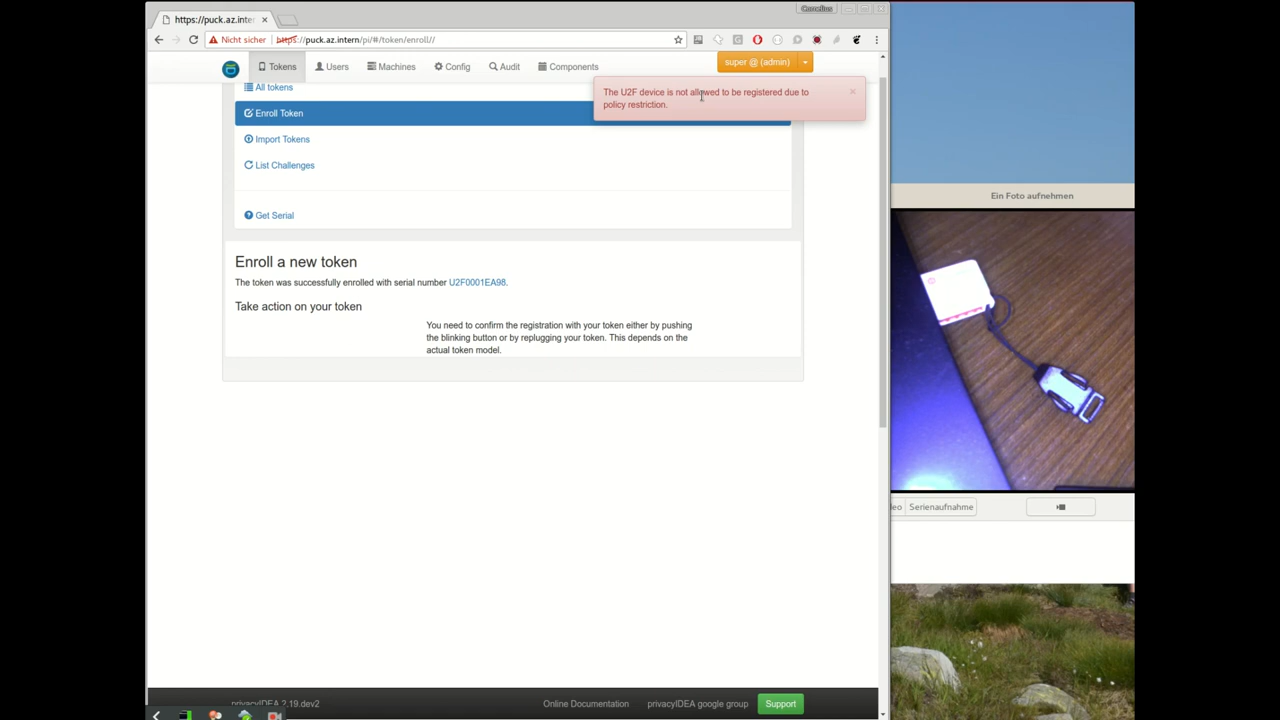 Cornelius
https://puck.az.inte
Nicht sicher https://puck.az.intern/pi/#/token/enroll//
Tokens Users Machines Config Audit Components super @ (admin)
The U2F device is not allowed to be registered due to
policy restriction.
All tokens
Enroll Token
Import Tokens
List Challenges
Get Serial
Enroll a new token
The token was successfully enrolled with serial number U2F0001EA98.
Take action on your token
You need to confirm the registration with your token either by pushing
the blinking button or by replugging your token. This depends on the
actual token model.
Ein Foto aufnehmen
eo Serienaufnahme
privacyIDEA 2.19.dev2 Online Documentation privacyIDEA google group Support